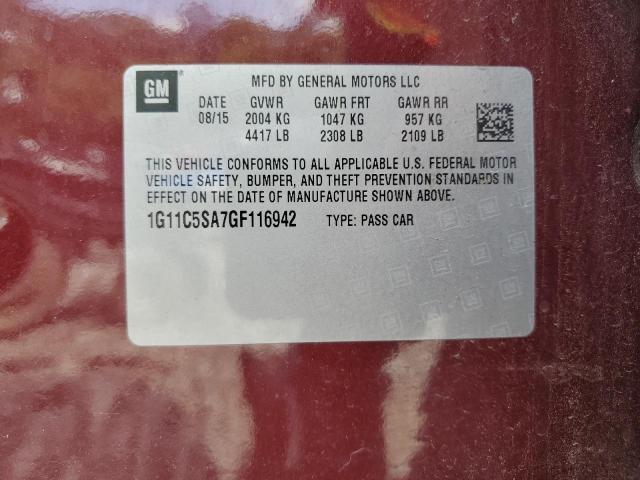 GM
MFD BY GENERAL MOTORS LLC
DATE GVWR GAWR FRT GAWR RR
08/15 2004 KG 1047 KG 957 KG
4417 LB 2308 LB 2109 LB
THIS VEHICLE CONFORMS TO ALL APPLICABLE U.S. FEDERAL MOTOR
VEHICLE SAFETY, BUMPER, AND THEFT PREVENTION STANDARDS IN
EFFECT ON THE DATE OF MANUFACTURE SHOWN ABOVE.
1G11C5SA7GF116942 TYPE: PASS CAR